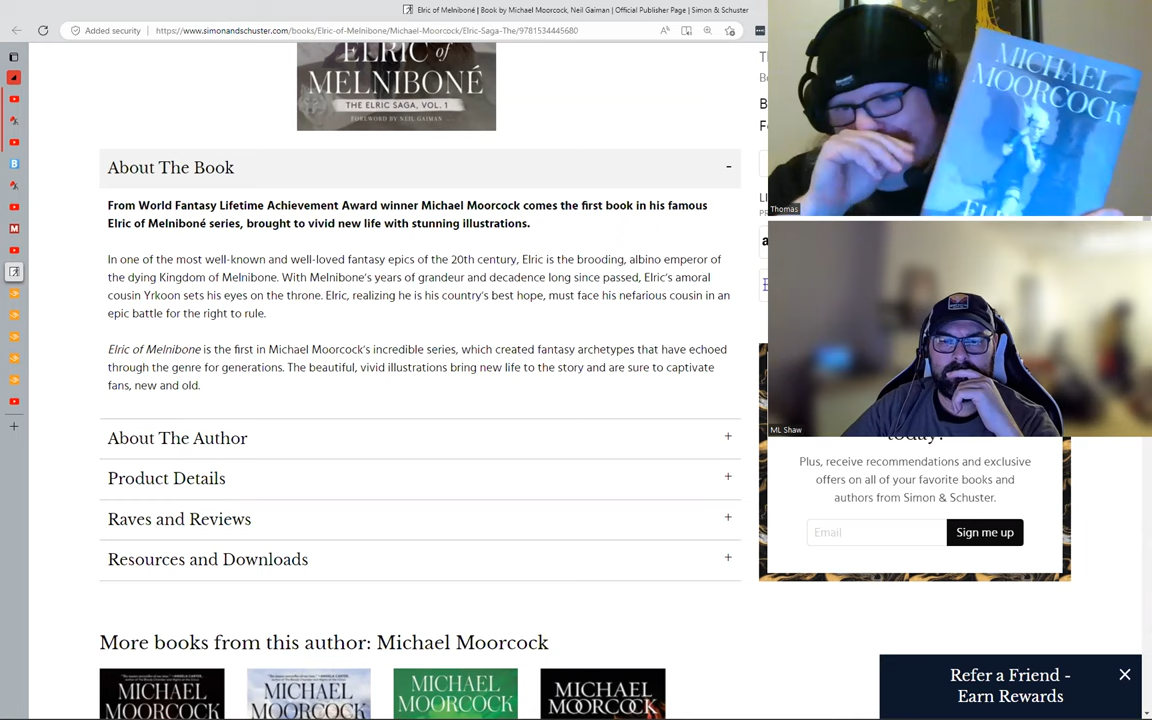 Elric of Melniboné | Book by Michael Moorcock, Neil Gaiman | Official Publisher Page | Simon & Schuster
Added security
https://www.simonandschuster.com/books/Elric-of-Melnibone/Michael-Moorcock/Elric-Saga-The/9781534445680
ELRIC of
MELNIBONÉ
THE ELRIC SAGA, VOL. 1
FOREWORD BY NEIL GAIMAN
About The Book
-
From World Fantasy Lifetime Achievement Award winner Michael Moorcock comes the first book in his famous
Elric of Melniboné series, brought to vivid new life with stunning illustrations.
In one of the most well-known and well-loved fantasy epics of the 20th century, Elric is the brooding, albino emperor of
the dying Kingdom of Melnibone. With Melnibone's years of grandeur and decadence long since passed, Elric's amoral
cousin Yrkoon sets his eyes on the throne. Elric, realizing he is his country's best hope, must face his nefarious cousin in an
epic battle for the right to rule.
Elric of Melnibone is the first in Michael Moorcock's incredible series, which created fantasy archetypes that have echoed
through the genre for generations. The beautiful, vivid illustrations bring new life to the story and are sure to captivate
fans, new and old.
About The Author
+
Product Details
+
Raves and Reviews
+
Resources and Downloads
+
More books from this author: Michael Moorcock
MICHAEL
MOORCOCK
MICHAEL
MOORCOCK
MICHAEL
MOORCOCK
MICHAEL
MOORCOCK
MICHAEL
MOORCOCK
Thomas
ML Shaw
today!
Plus, receive recommendations and exclusive
offers on all of your favorite books and
authors from Simon & Schuster.
Email
Sign me up
Refer a Friend -
Earn Rewards